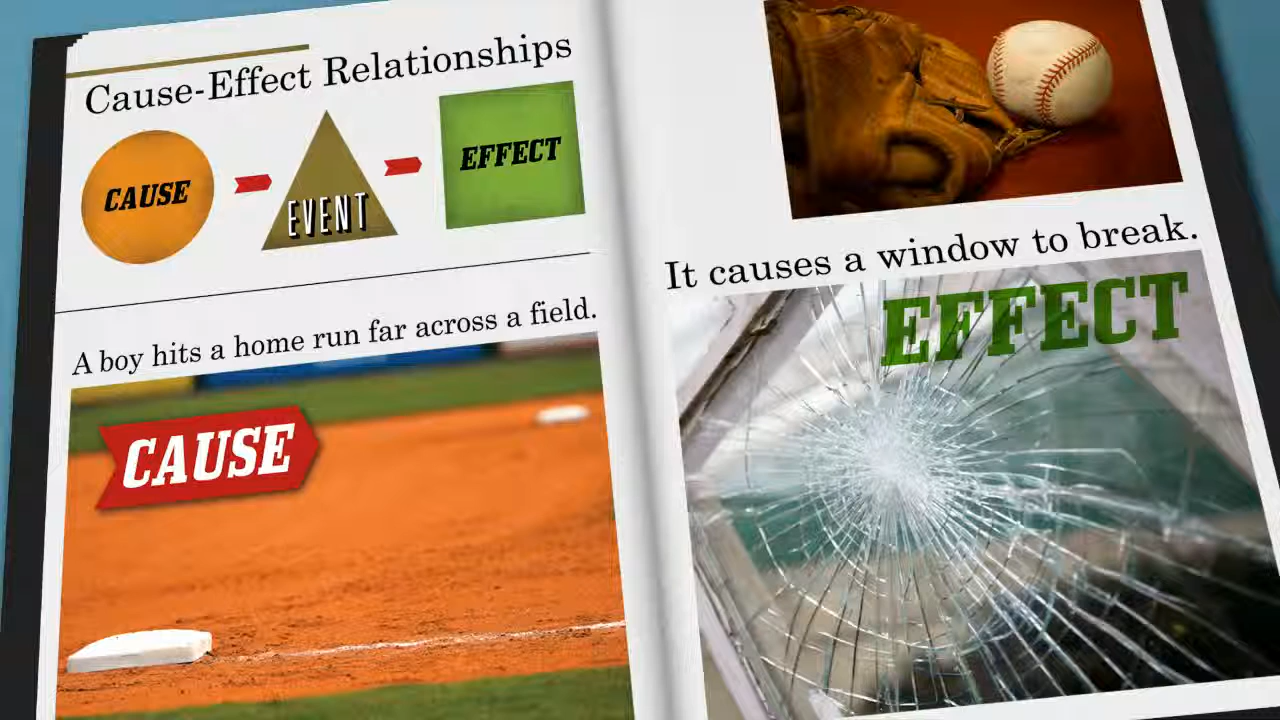 Cause-Effect Relationships
CAUSE
EVENT
EFFECT
A boy hits a home run far across a field.
CAUSE
It causes a window to break.
EFFECT